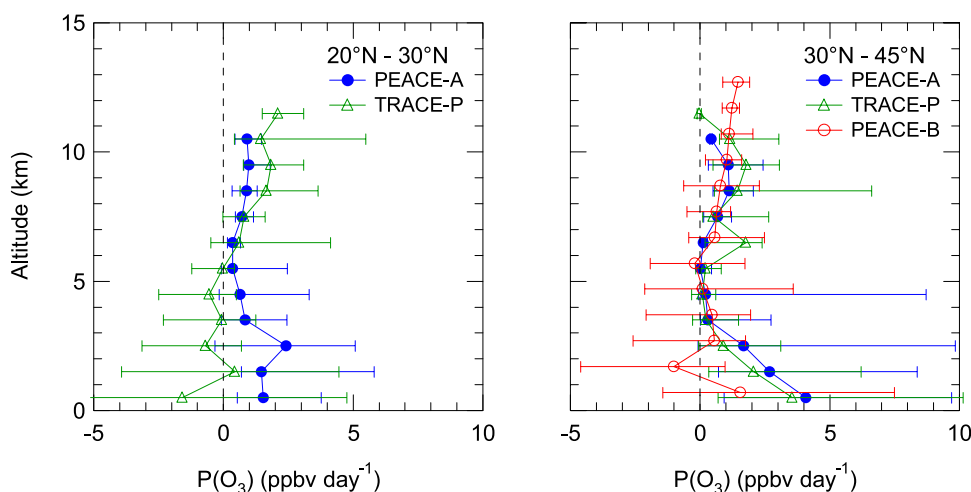 20°N - 30°N
PEACE-A
TRACE-P
15
10
5
0
-5
0
5
10
Altitude (km)
P(O₃) (ppbv day⁻¹)
30°N - 45°N
PEACE-A
TRACE-P
PEACE-B
-5
0
5
10
P(O₃) (ppbv day⁻¹)